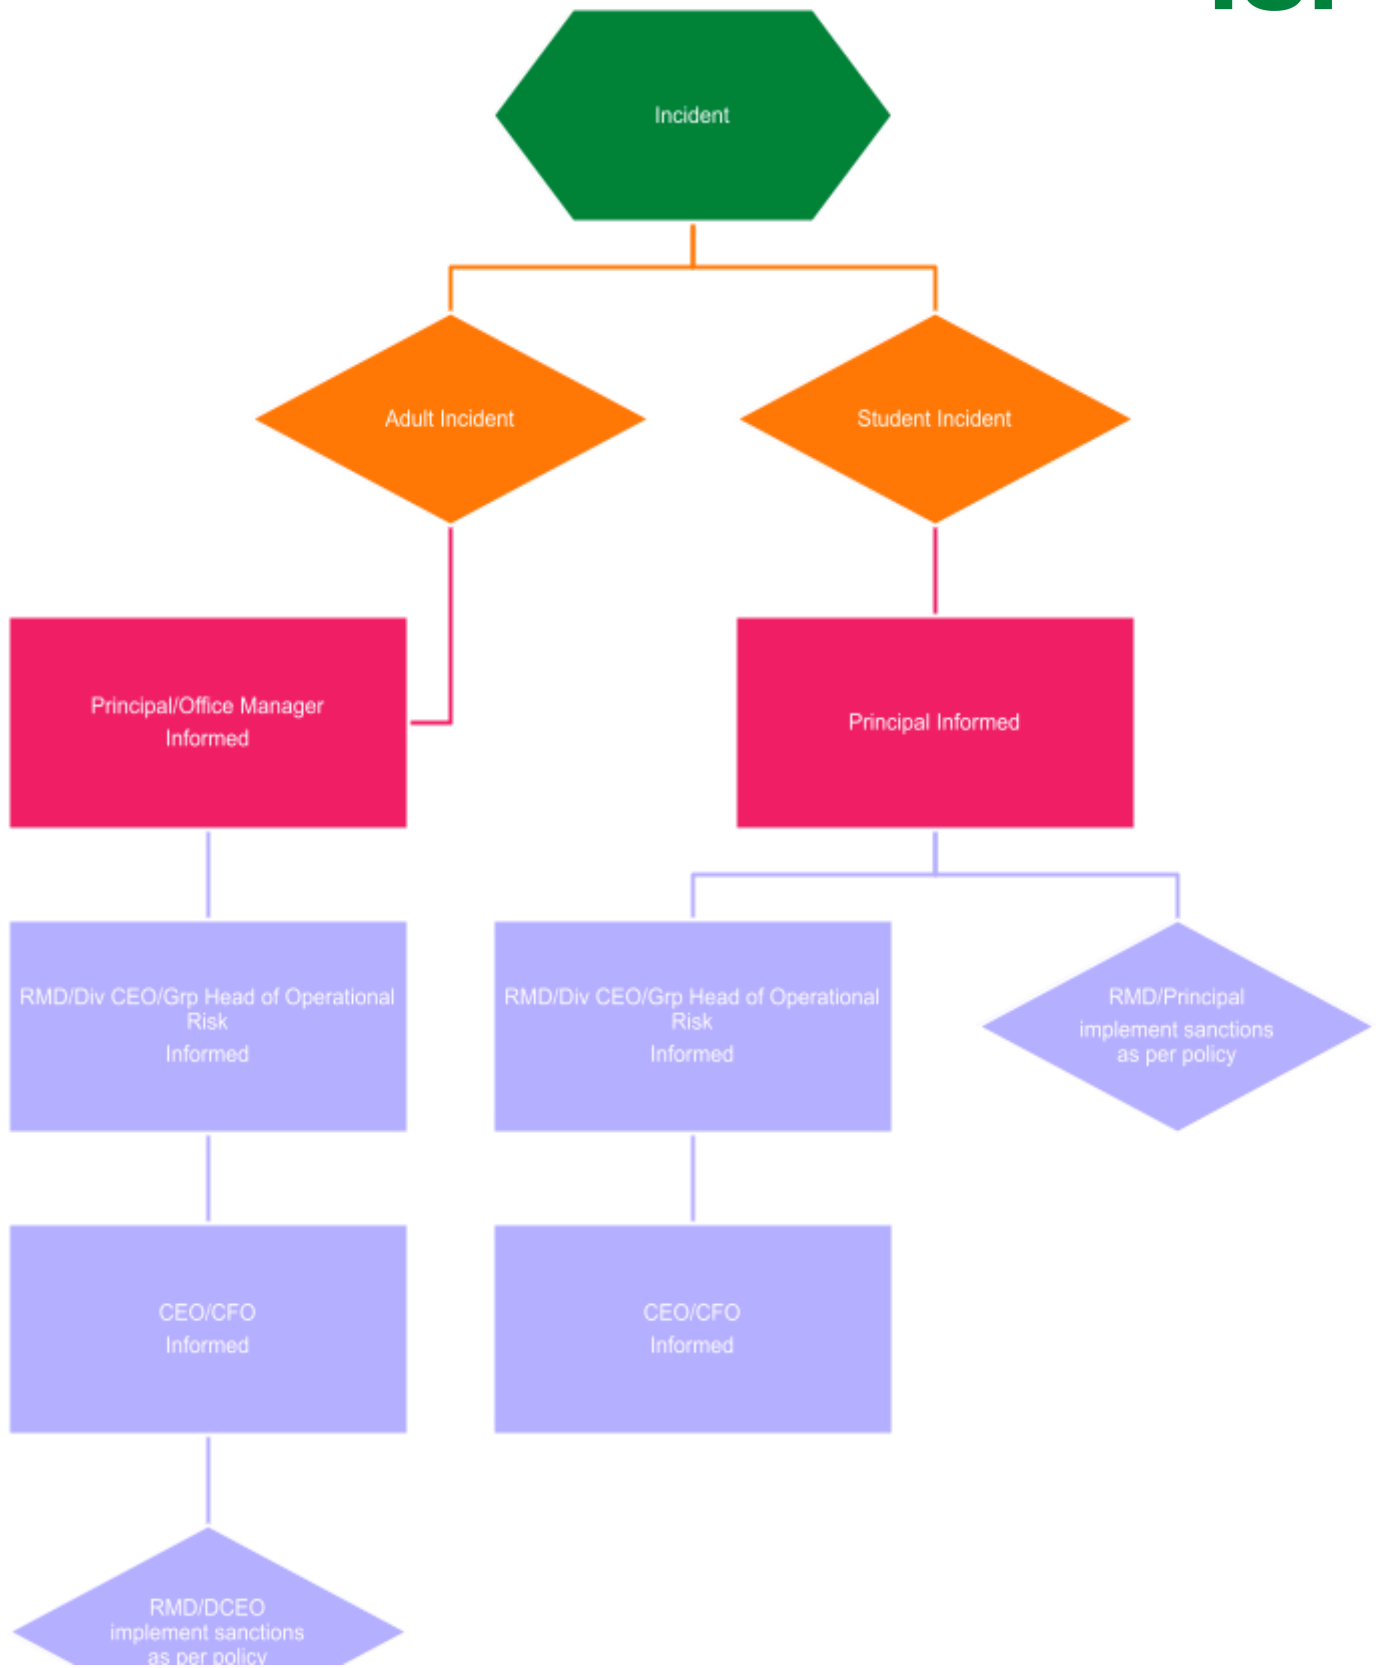 Incident
Adult Incident
Student Incident
Principal/Office Manager
Informed
Principal Informed
RMD/Div CEO/Grp Head of Operational
Risk
Informed
RMD/Div CEO/Grp Head of Operational
Risk
Informed
RMD/Principal
implement sanctions
as per policy
CEO/CFO
Informed
CEO/CFO
Informed
RMD/DCEO
implement sanctions
as per policy